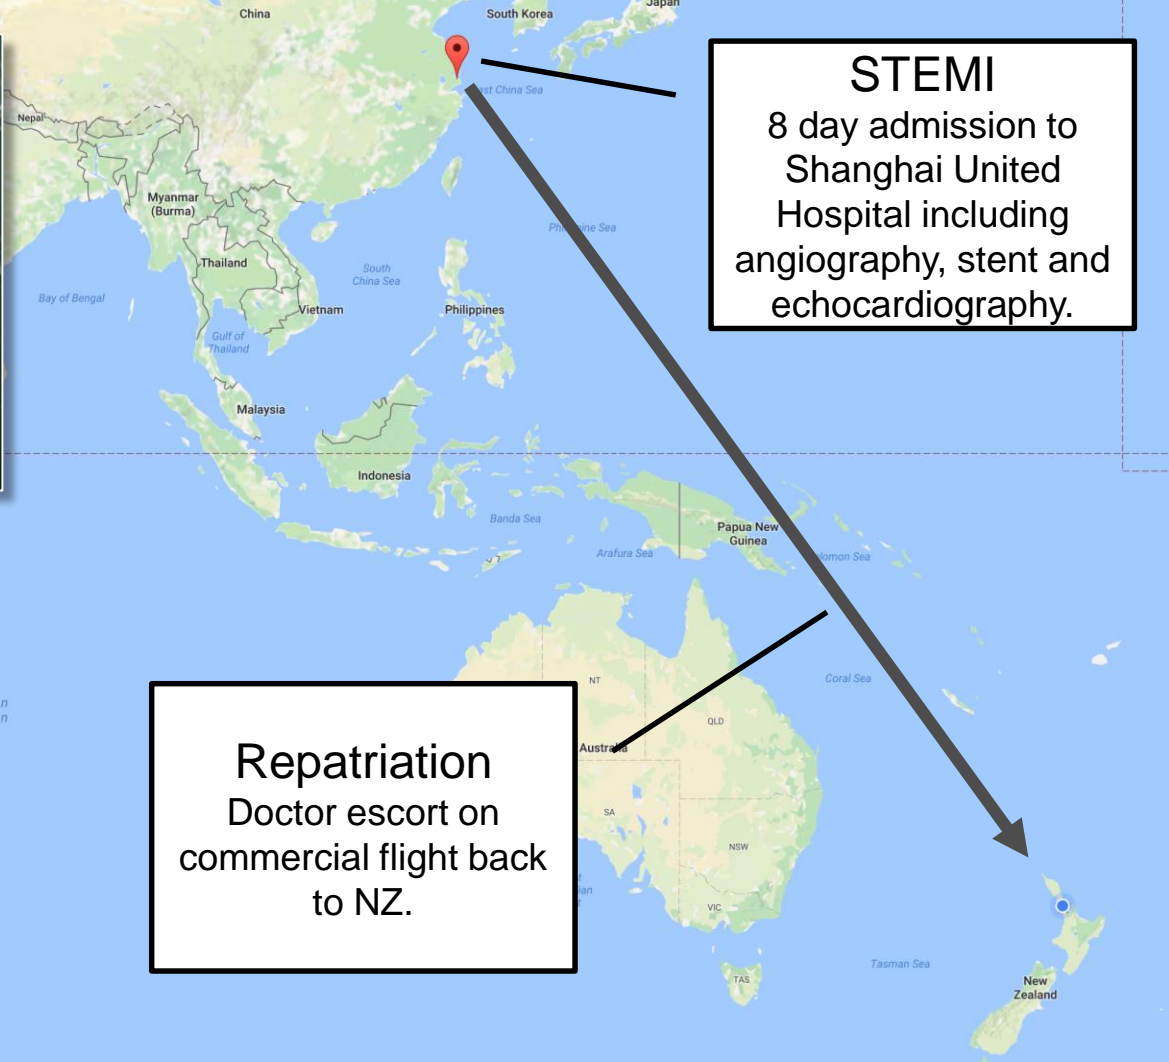 China
South Korea
Japan
STEMI
8 day admission to
Shanghai United
Hospital including
angiography, stent and
echocardiography.
East China Sea
Nepal
Myanmar
(Burma)
Thailand
South
China Sea
Philippine Sea
Bay of Bengal
Vietnam
Philippines
Gulf of
Thailand
Malaysia
Indonesia
Banda Sea
Papua New
Guinea
Arafura Sea
Solomon Sea
NT
Coral Sea
QLD
Australia
Repatriation
Doctor escort on
commercial flight back
to NZ.
SA
NSW
VIC
Tasman Sea
TAS
New
Zealand